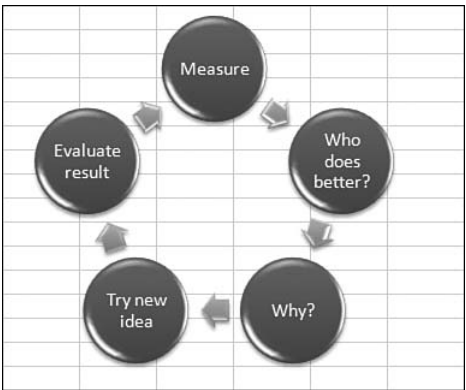 Measure
Who
does
better?
Why?
Try new
idea
Evaluate
result